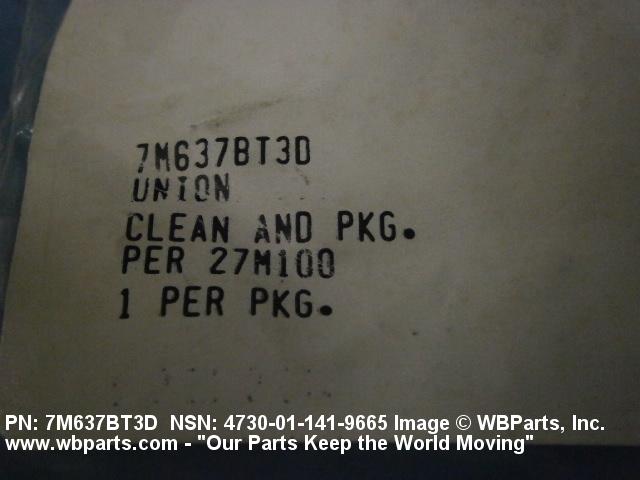 7M637BT3D
UNION
CLEAN AND PKG.
PER 27M100
1 PER PKG.
PN: 7M637BT3D  NSN: 4730-01-141-9665 Image © WBParts, Inc.
www.wbparts.com - "Our Parts Keep the World Moving"